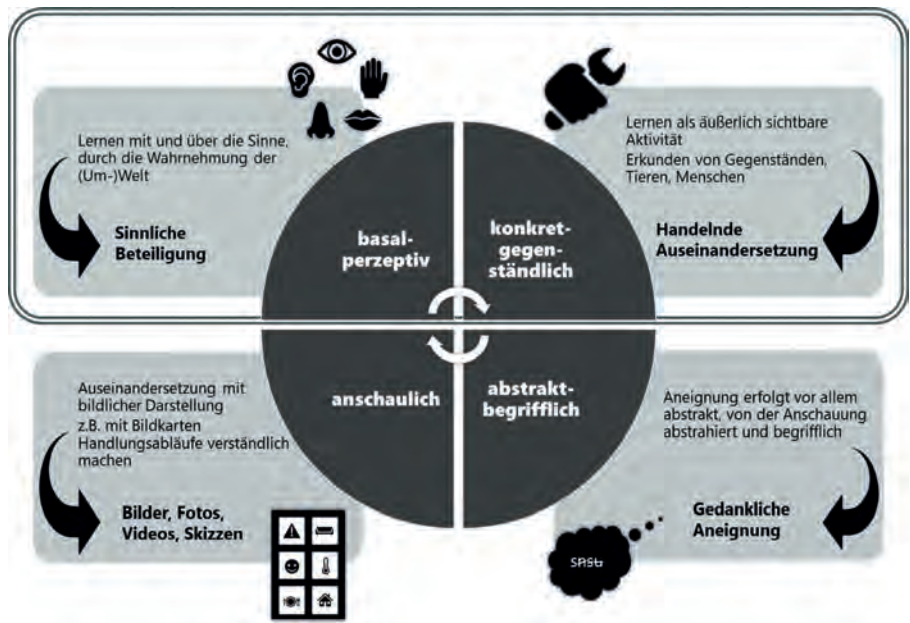 Lernen mit und über die Sinne,
durch die Wahrnehmung der
(Um-)Welt
Sinnliche
Beteiligung
basal-
perzeptiv
konkret-
gegen-
ständlich
Lernen als äußerlich sichtbare
Aktivität
Erkunden von Gegenständen,
Tieren, Menschen
Handelnde
Auseinandersetzung
Auseinandersetzung mit
bildlicher Darstellung
z.B. mit Bildkarten
Handlungsabläufe verständlich
machen
Bilder, Fotos,
Videos, Skizzen
anschaulich
abstrakt-
begrifflich
Aneignung erfolgt vor allem
abstrakt, von der Anschauung
abstrahiert und begrifflich
Gedankliche
Aneignung